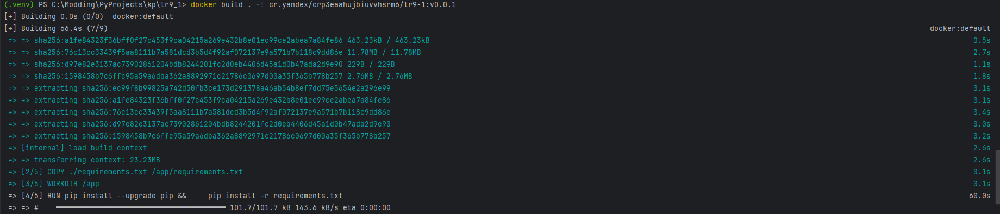 (.venv) PS C:\Modding\PyProjects\kp\lr9_1> docker build . -t cr.yandex/crp3eaahujbiuvvhsrm6/lr9-1:v0.0.1
[+] Building 0.0s (0/0)  docker:default
[+] Building 66.4s (7/9) docker:default
=> => sha256:a1fe84323f36bff0f27c453f9ca04215a269e432b8e01ec99ce2abea7a84fe86 463.23kB / 463.23kB 0.5s
=> => sha256:76c13cc33439f5aa8111b7a581dcd3b5d4f92af072137e9a571b7b118c9dd86e 11.78MB / 11.78MB 2.7s
=> => sha256:d97e82e3137ac73902861204bdb8244201fc2d0eb4406d45a1d0b47ada2d9e90 229B / 229B 1.1s
=> => sha256:1598458b7c6ffc95a59a6dba362a8892971c21786c0697d00a35f365b778b257 2.76MB / 2.76MB 1.8s
=> => extracting sha256:ec99f8b99825a742d50fb3ce173d291378a46ab54b8ef7dd75e5654e2a296e99 0.1s
=> => extracting sha256:a1fe84323f36bff0f27c453f9ca04215a269e432b8e01ec99ce2abea7a84fe86 0.1s
=> => extracting sha256:76c13cc33439f5aa8111b7a581dcd3b5d4f92af072137e9a571b7b118c9dd86e 0.4s
=> => extracting sha256:d97e82e3137ac73902861204bdb8244201fc2d0eb4406d45a1d0b47ada2d9e90 0.0s
=> => extracting sha256:1598458b7c6ffc95a59a6dba362a8892971c21786c0697d00a35f365b778b257 0.2s
=> [internal] load build context 2.6s
=> => transferring context: 23.23MB 2.6s
=> [2/5] COPY ./requirements.txt /app/requirements.txt 0.1s
=> [3/5] WORKDIR /app 0.1s
=> [4/5] RUN pip install --upgrade pip &&     pip install -r requirements.txt 60.0s
=> => #    ━━━━━━━━━━━━━━━━━━━━━━━━━━━━━━━━━━━━━━━ 101.7/101.7 kB 143.6 kB/s eta 0:00:00